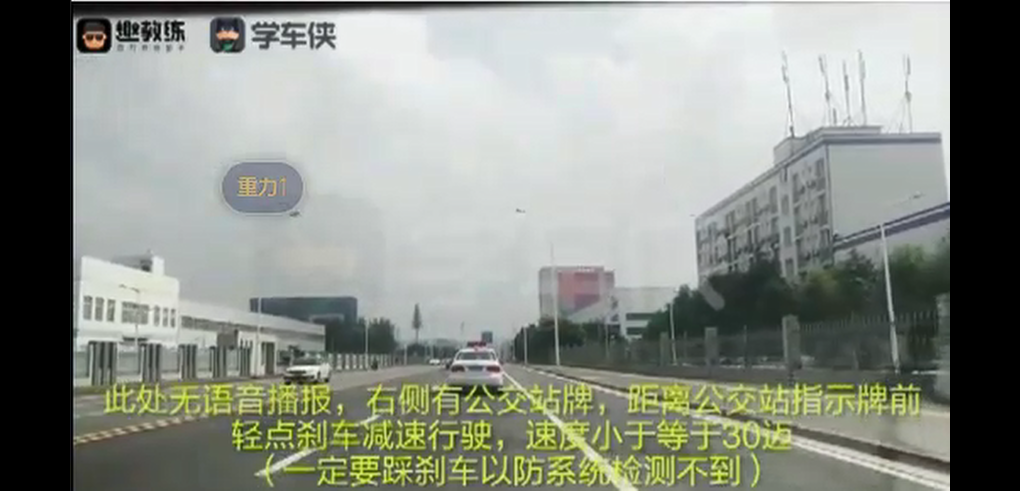 趣教练
学车侠
重力1
此处无语音播报，右侧有公交站牌，距离公交站指示牌前
轻点刹车减速行驶，速度小于等于30迈
（一定要踩刹车以防系统检测不到）